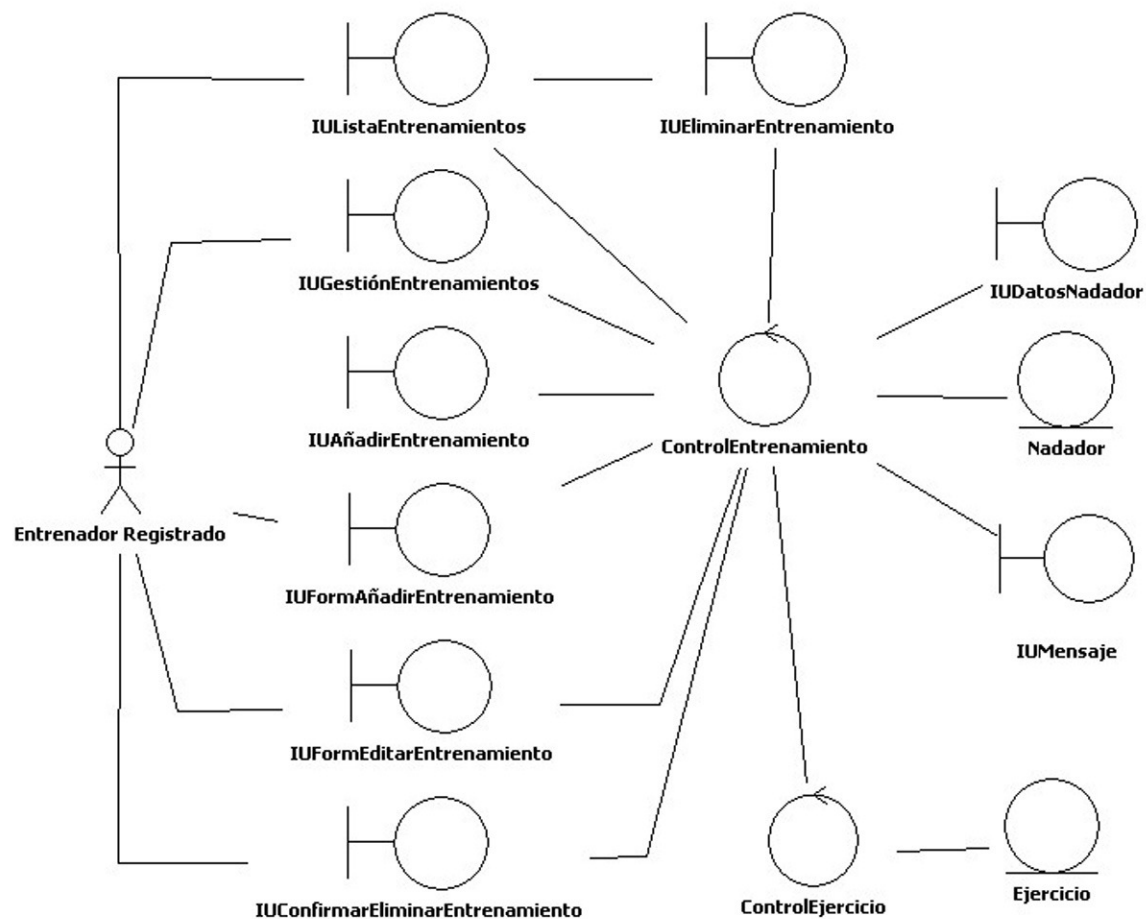 IUListaEntrenamientos
IUEliminarEntrenamiento
IUGestiónEntrenamientos
IUDatosNadador
IUAñadirEntrenamiento
ControlEntrenamiento
Nadador
Entrenador Registrado
IUFormAñadirEntrenamiento
IUMensaje
IUFormEditarEntrenamiento
IUConfirmarEliminarEntrenamiento
ControlEjercicio
Ejercicio